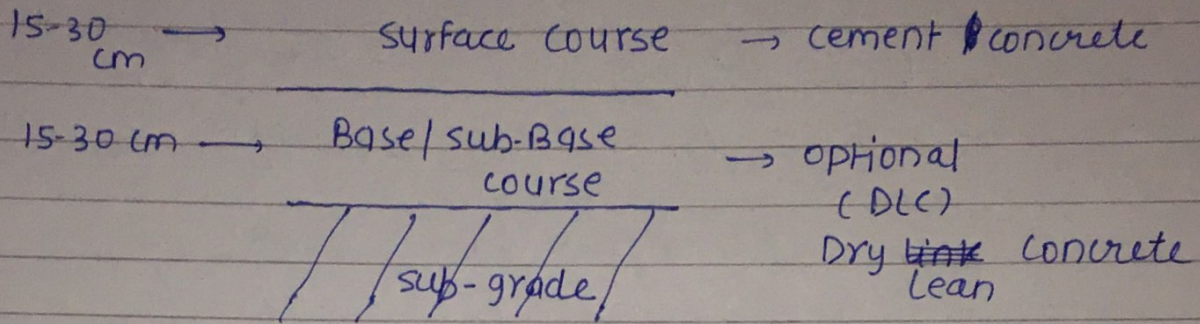 15-30 → surface course → cement concrete
cm
15-30 cm → Base/sub-Base → optional
course (DLC)
sub-grade Dry Lean concrete